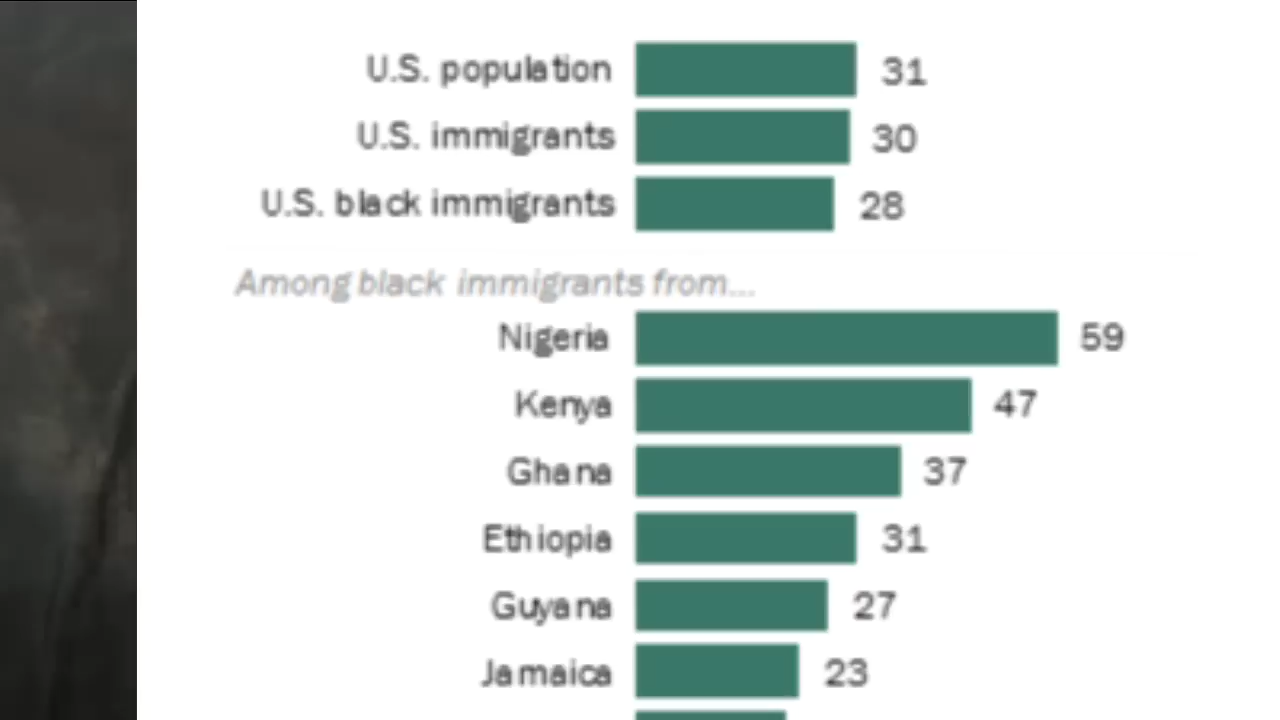 U.S. population 31
U.S. immigrants 30
U.S. black immigrants 28
Among black immigrants from...
Nigeria 59
Kenya 47
Ghana 37
Ethiopia 31
Guyana 27
Jamaica 23